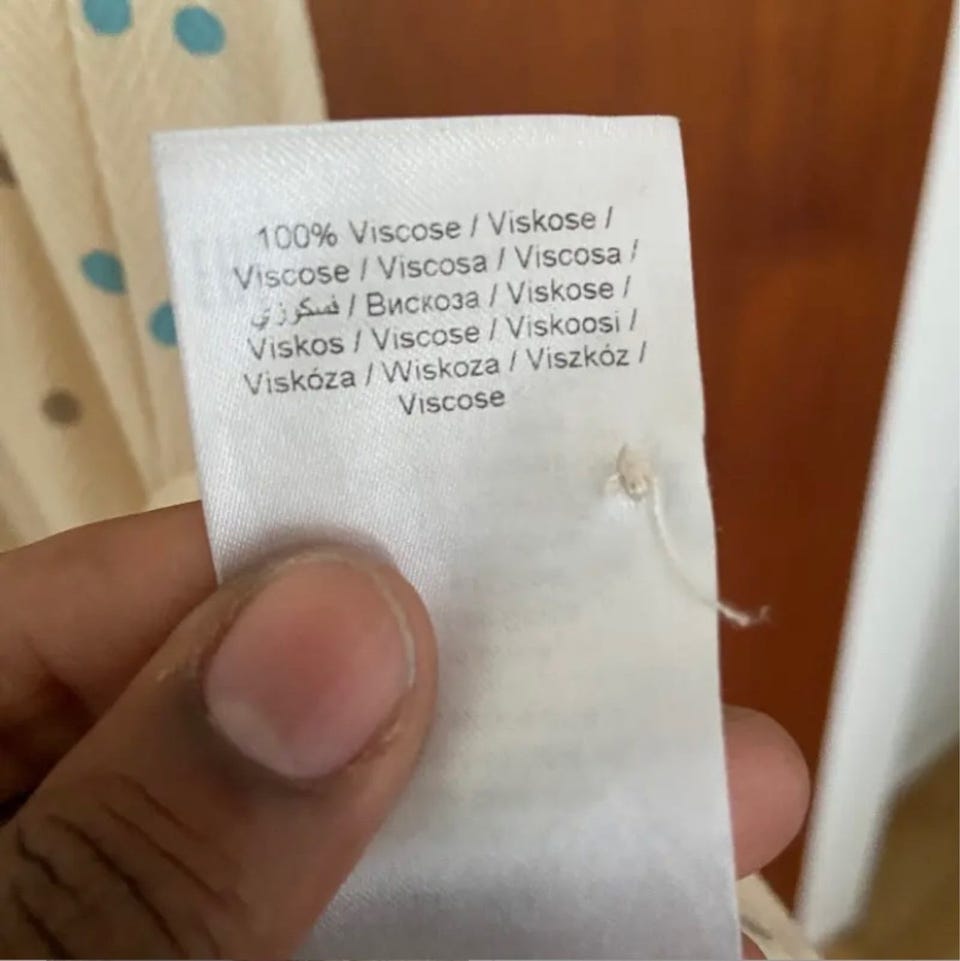 100% Viscose / Viskose /
Viscose / Viscosa / Viscosa /
فسكوزي / Вискоза / Viskose /
Viskos / Viscose / Viskoosi /
Viskóza / Wiskoza / Viszkóz /
Viscose